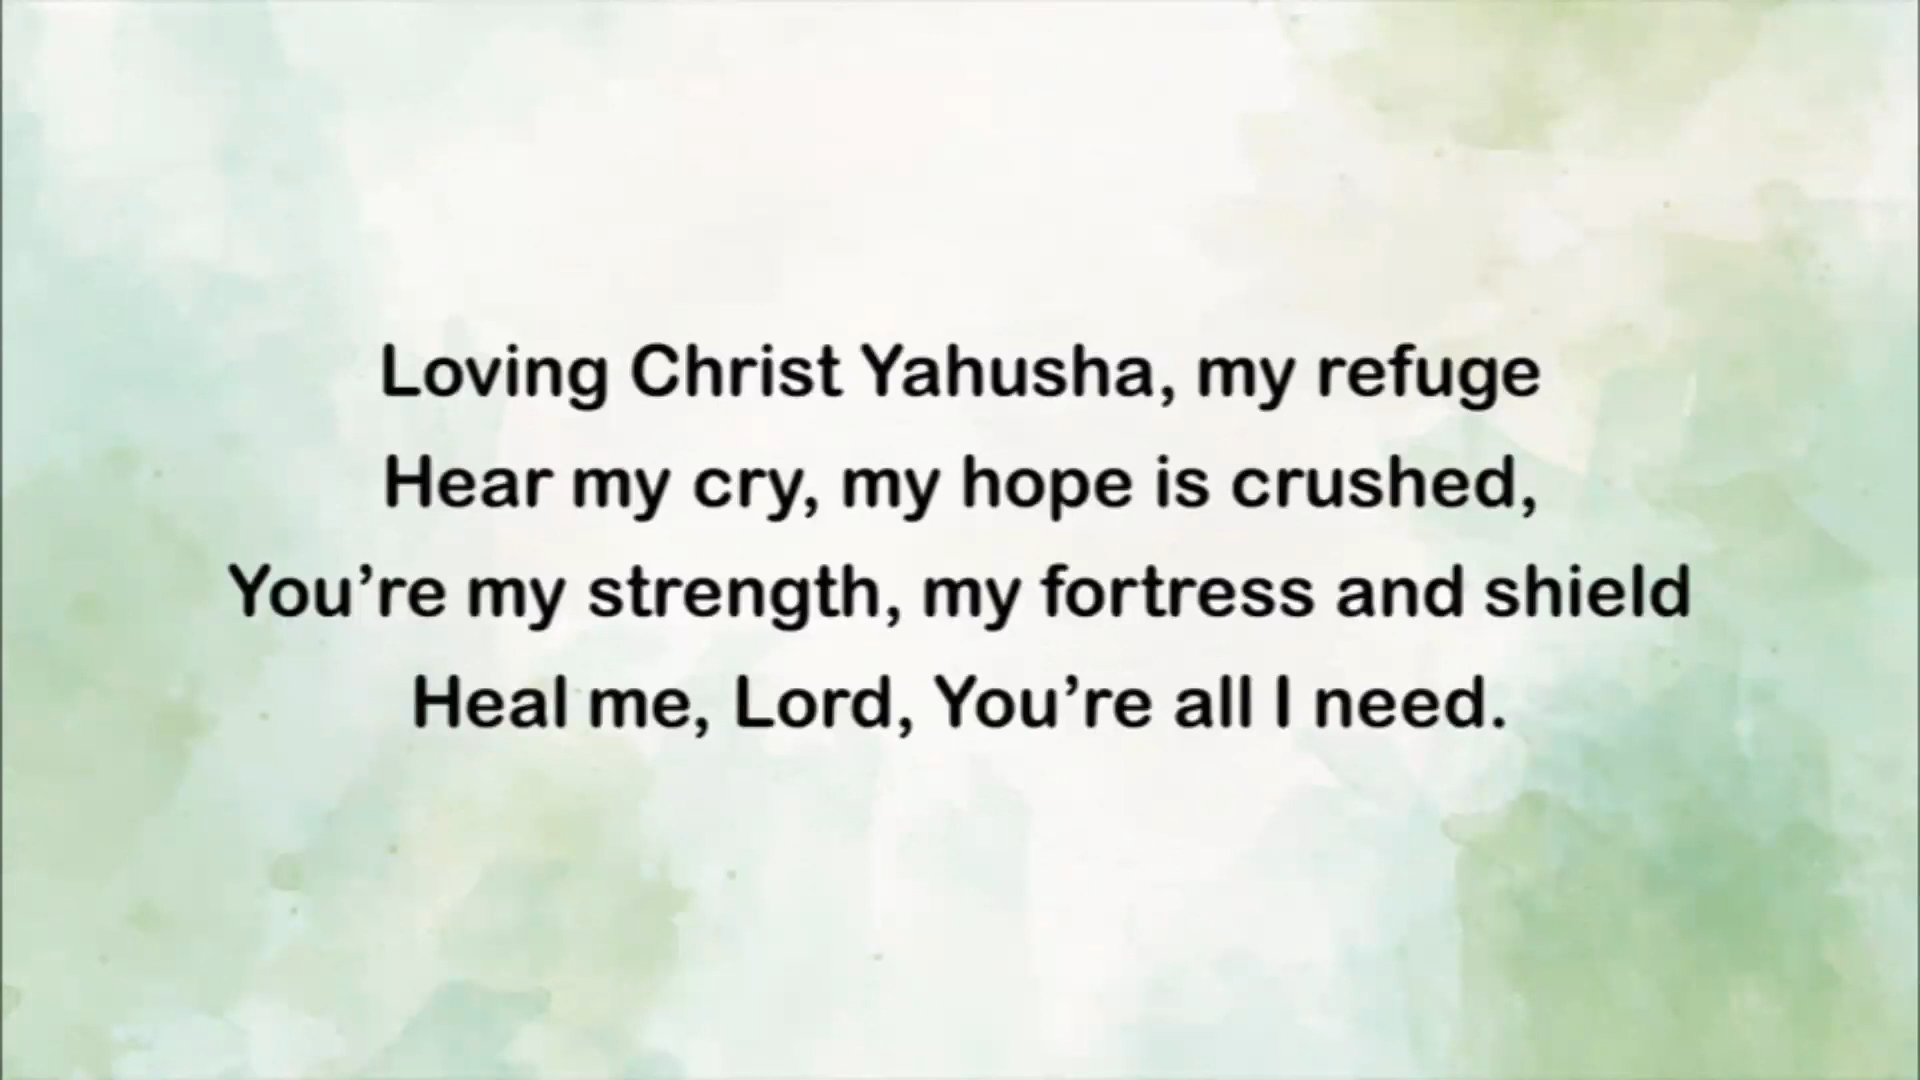 Loving Christ Yahusha, my refuge
Hear my cry, my hope is crushed,
You’re my strength, my fortress and shield
Heal me, Lord, You’re all I need.